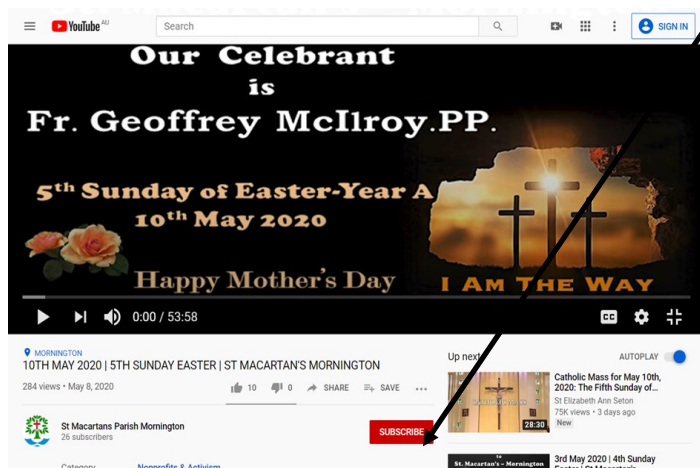 YouTube AU
Search
SIGN IN
Our Celebrant
is
Fr. Geoffrey McIlroy.PP.
5th Sunday of Easter-Year A
10th May 2020
Happy Mother's Day
I AM THE WAY
0:00 / 53:58
CC
MORNINGTON
10TH MAY 2020 | 5TH SUNDAY EASTER | ST MACARTAN'S MORNINGTON
284 views • May 8, 2020
10
0
SHARE
SAVE
St Macartans Parish Mornington
26 subscribers
SUBSCRIBE
Category
Nonprofits & Activism
Up next
AUTOPLAY
28:30
Catholic Mass for May 10th,
2020: The Fifth Sunday of...
St Elizabeth Ann Seton
75K views • 3 days ago
New
to
St. Macartan's - Mornington
3rd May 2020 | 4th Sunday
Easter | St Macartan's